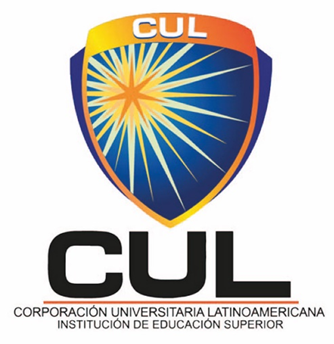 CUL
CUL
CORPORACIÓN UNIVERSITARIA LATINOAMERICANA
INSTITUCIÓN DE EDUCACIÓN SUPERIOR